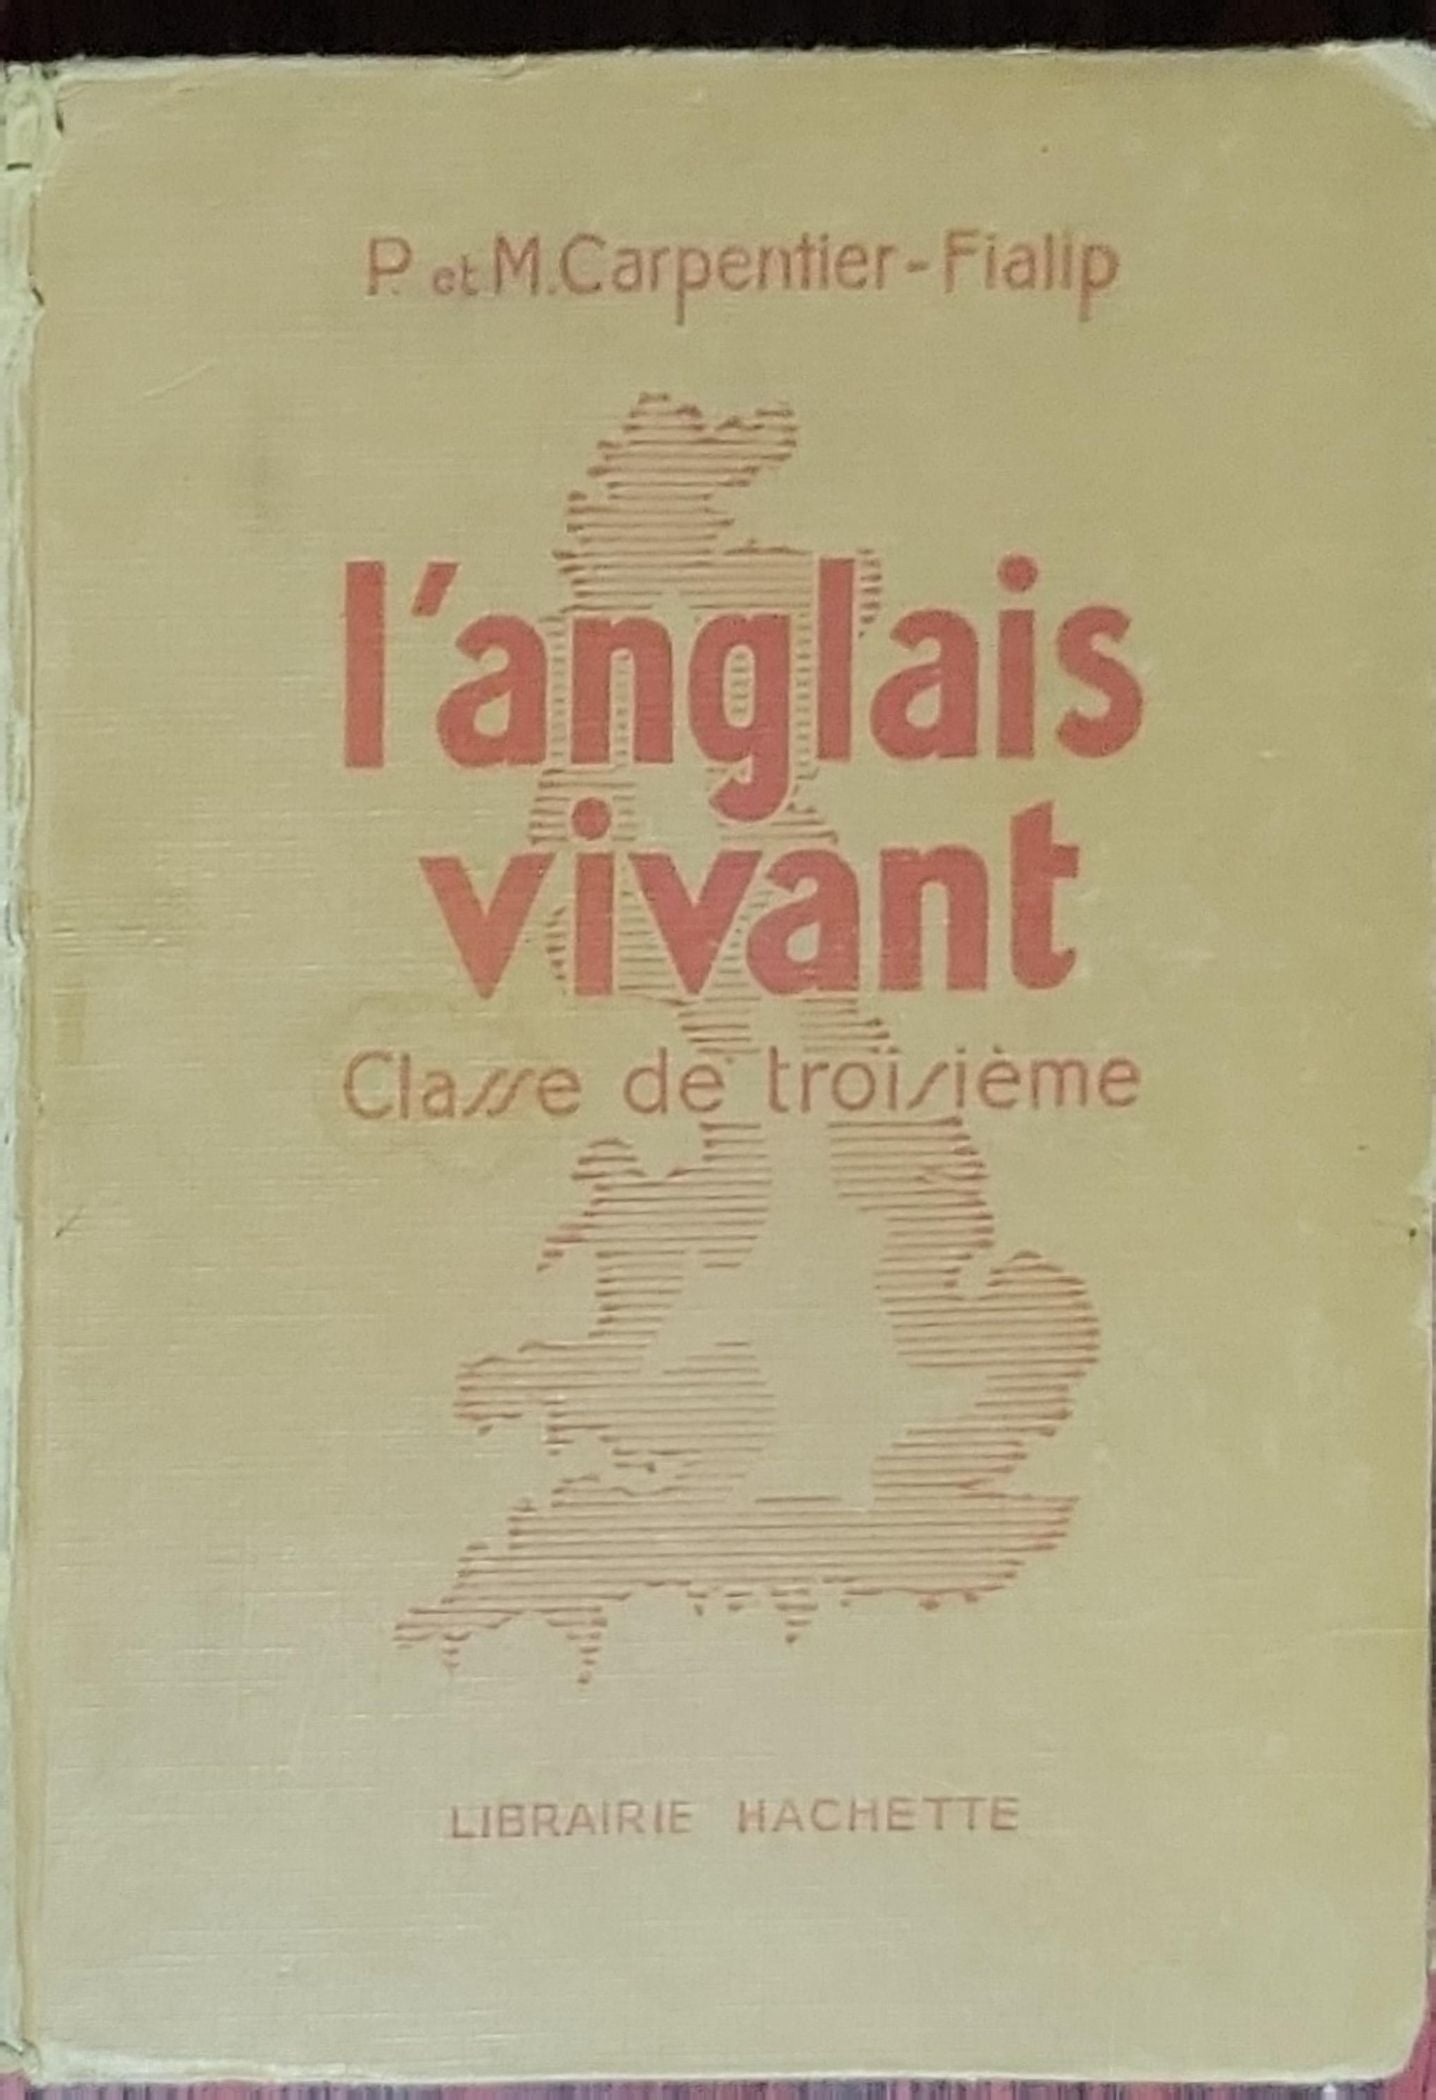 P. et M. Carpentier-Fialip
l'anglais
vivant
Classe de troisième
LIBRAIRIE HACHETTE